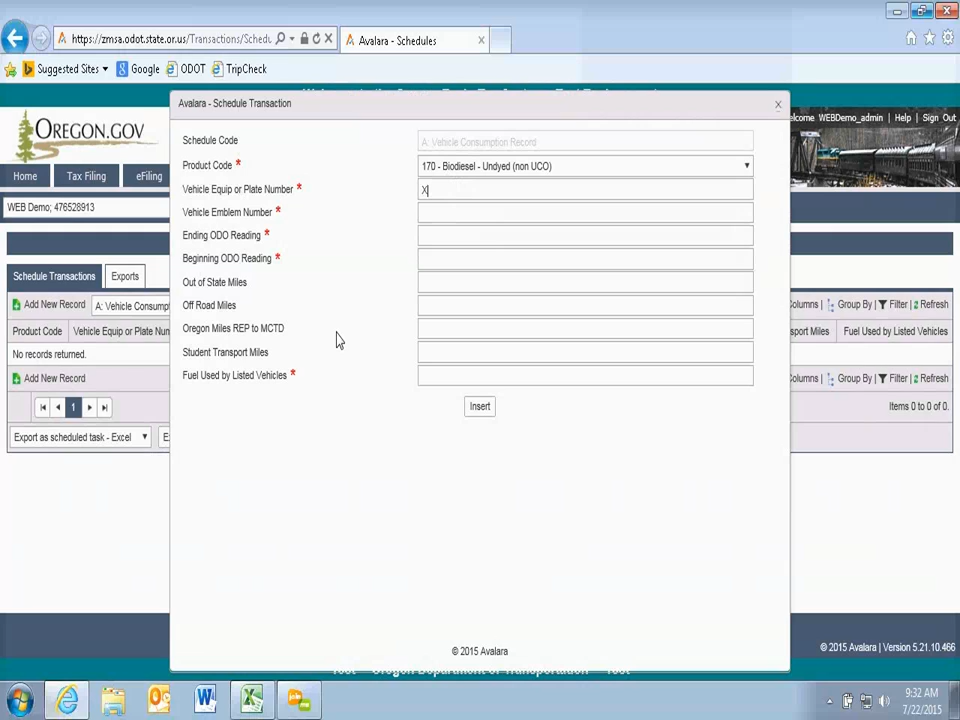 https://zmsa.odot.state.or.us/Transactions/Schedu
Avalara - Schedules
Suggested Sites
Google
ODOT
TripCheck
Avalara - Schedule Transaction
OREGON.GOV
elcome WEBDemo_admin | Help | Sign Out
Home
Tax Filing
eFiling
WEB Demo; 476528913
Schedule Code
A: Vehicle Consumption Record
Product Code *
170 - Biodiesel - Undyed (non UCO)
Vehicle Equip or Plate Number *
X
Vehicle Emblem Number *
Ending ODO Reading *
Beginning ODO Reading *
Out of State Miles
Off Road Miles
Oregon Miles REP to MCTD
Student Transport Miles
Fuel Used by Listed Vehicles *
Insert
Schedule Transactions
Exports
Add New Record
A: Vehicle Consumpt
olumns | Group By | Filter | Refresh
Product Code
Vehicle Equip or Plate Num
sport Miles
Fuel Used by Listed Vehicles
No records returned.
Add New Record
olumns | Group By | Filter | Refresh
1
Items 0 to 0 of 0.
Export as scheduled task - Excel
E
© 2015 Avalara
© 2015 Avalara | Version 5.21.10.466
9:32 AM
7/22/2015